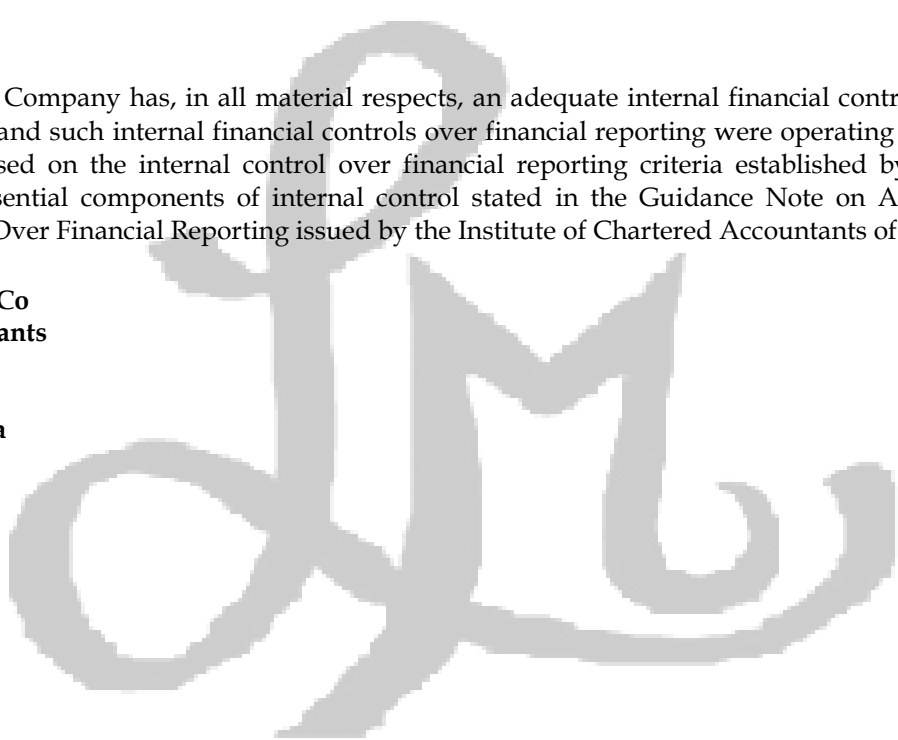 Company has, in all material respects, an adequate internal financial contr
and such internal financial controls over financial reporting were operating
sed on the internal control over financial reporting criteria established by
sential components of internal control stated in the Guidance Note on A
Over Financial Reporting issued by the Institute of Chartered Accountants of
Co
ants
a
LM